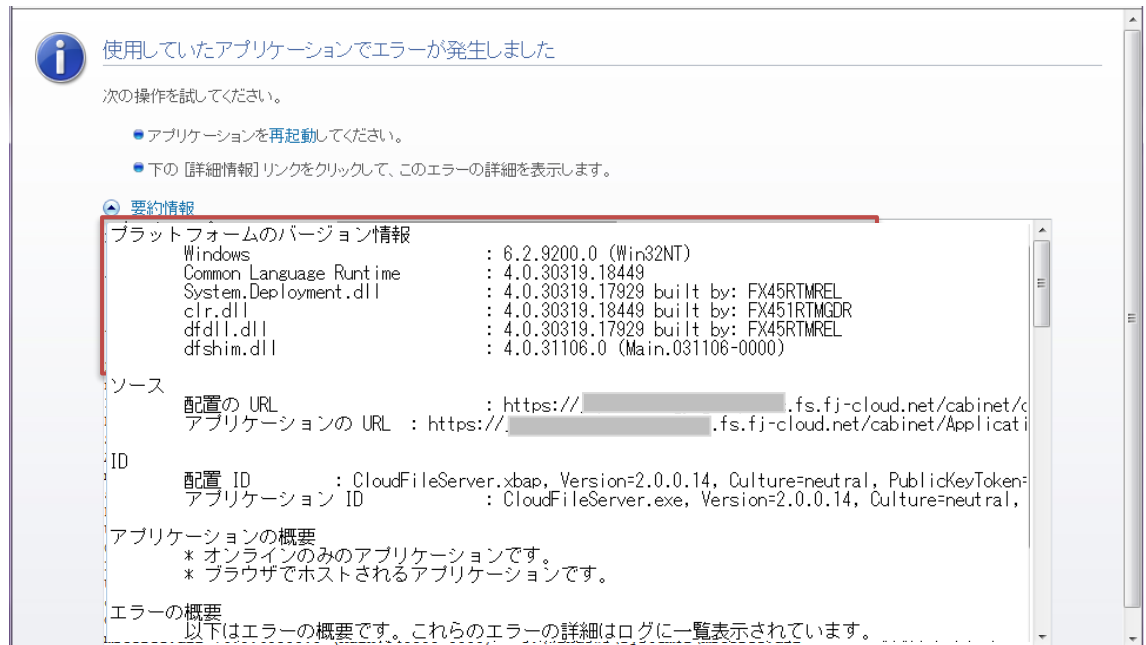 使用していたアプリケーションでエラーが発生しました
次の操作を試してください。
アプリケーションを再起動してください。
下の [詳細情報] リンクをクリックして、このエラーの詳細を表示します。
要約情報
プラットフォームのバージョン情報
Windows : 6.2.9200.0 (Win32NT)
Common Language Runtime : 4.0.30319.18449
System.Deployment.dll : 4.0.30319.17929 built by: FX45RTMREL
clr.dll : 4.0.30319.18449 built by: FX451RTMGDR
dfdll.dll : 4.0.30319.17929 built by: FX45RTMREL
dfshim.dll : 4.0.31106.0 (Main.031106-0000)
ソース
配置の URL : https:// .fs.fj-cloud.net/cabinet/c
アプリケーションの URL : https:// .fs.fj-cloud.net/cabinet/Applicati
ID
配置 ID : CloudFileServer.xbap, Version=2.0.0.14, Culture=neutral, PublicKeyToken=
アプリケーション ID : CloudFileServer.exe, Version=2.0.0.14, Culture=neutral,
アプリケーションの概要
* オンラインのみのアプリケーションです。
* ブラウザでホストされるアプリケーションです。
エラーの概要
以下はエラーの概要です。これらのエラーの詳細はログに一覧表示されています。